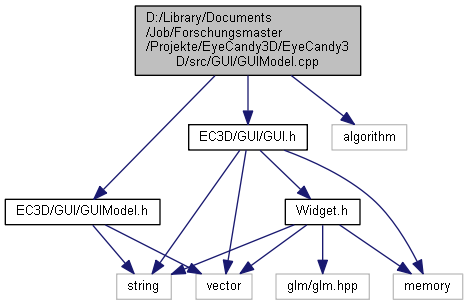 D:/Library/Documents
/Job/Forschungsmaster
/Projekte/EyeCandy3D/EyeCandy3
D/src/GUI/GUIModel.cpp
EC3D/GUI/GUI.h
algorithm
EC3D/GUI/GUIModel.h
Widget.h
string
vector
glm/glm.hpp
memory